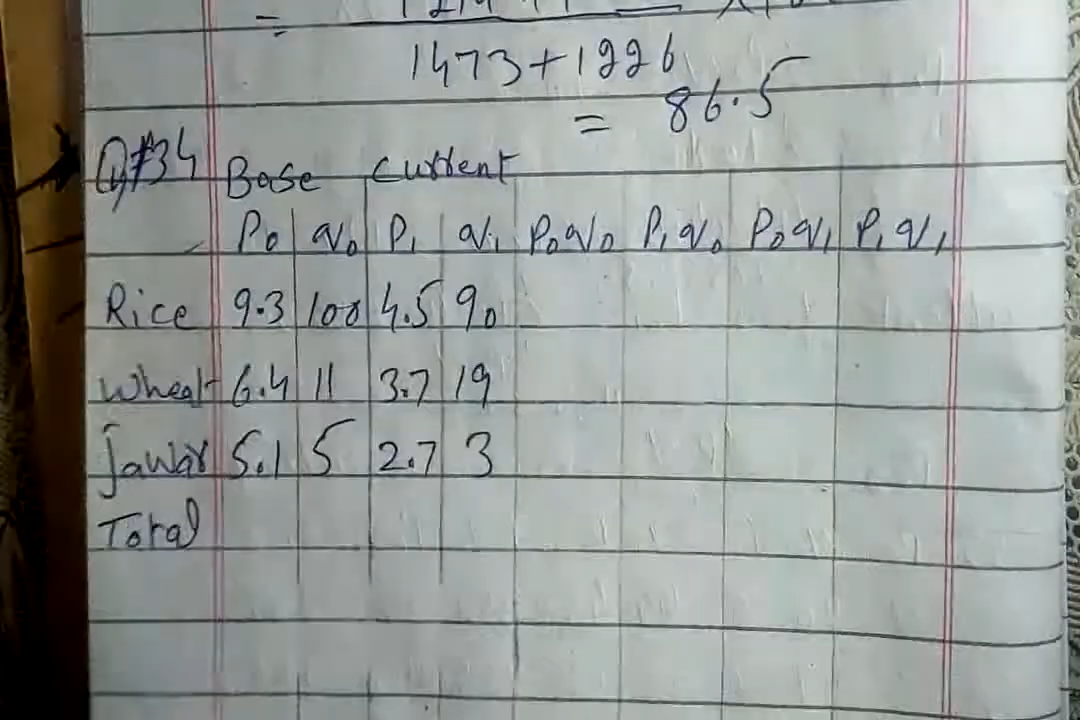 =
1473+1226
= 86.5
Q#34 Base Current
P₀ q₀ P₁ q₁ P₀q₀ P₁q₀ P₀q₁ P₁q₁
Rice 9.3 100 4.5 90
Wheat 6.4 11 3.7 19
jawar 5.1 5 2.7 3
Total